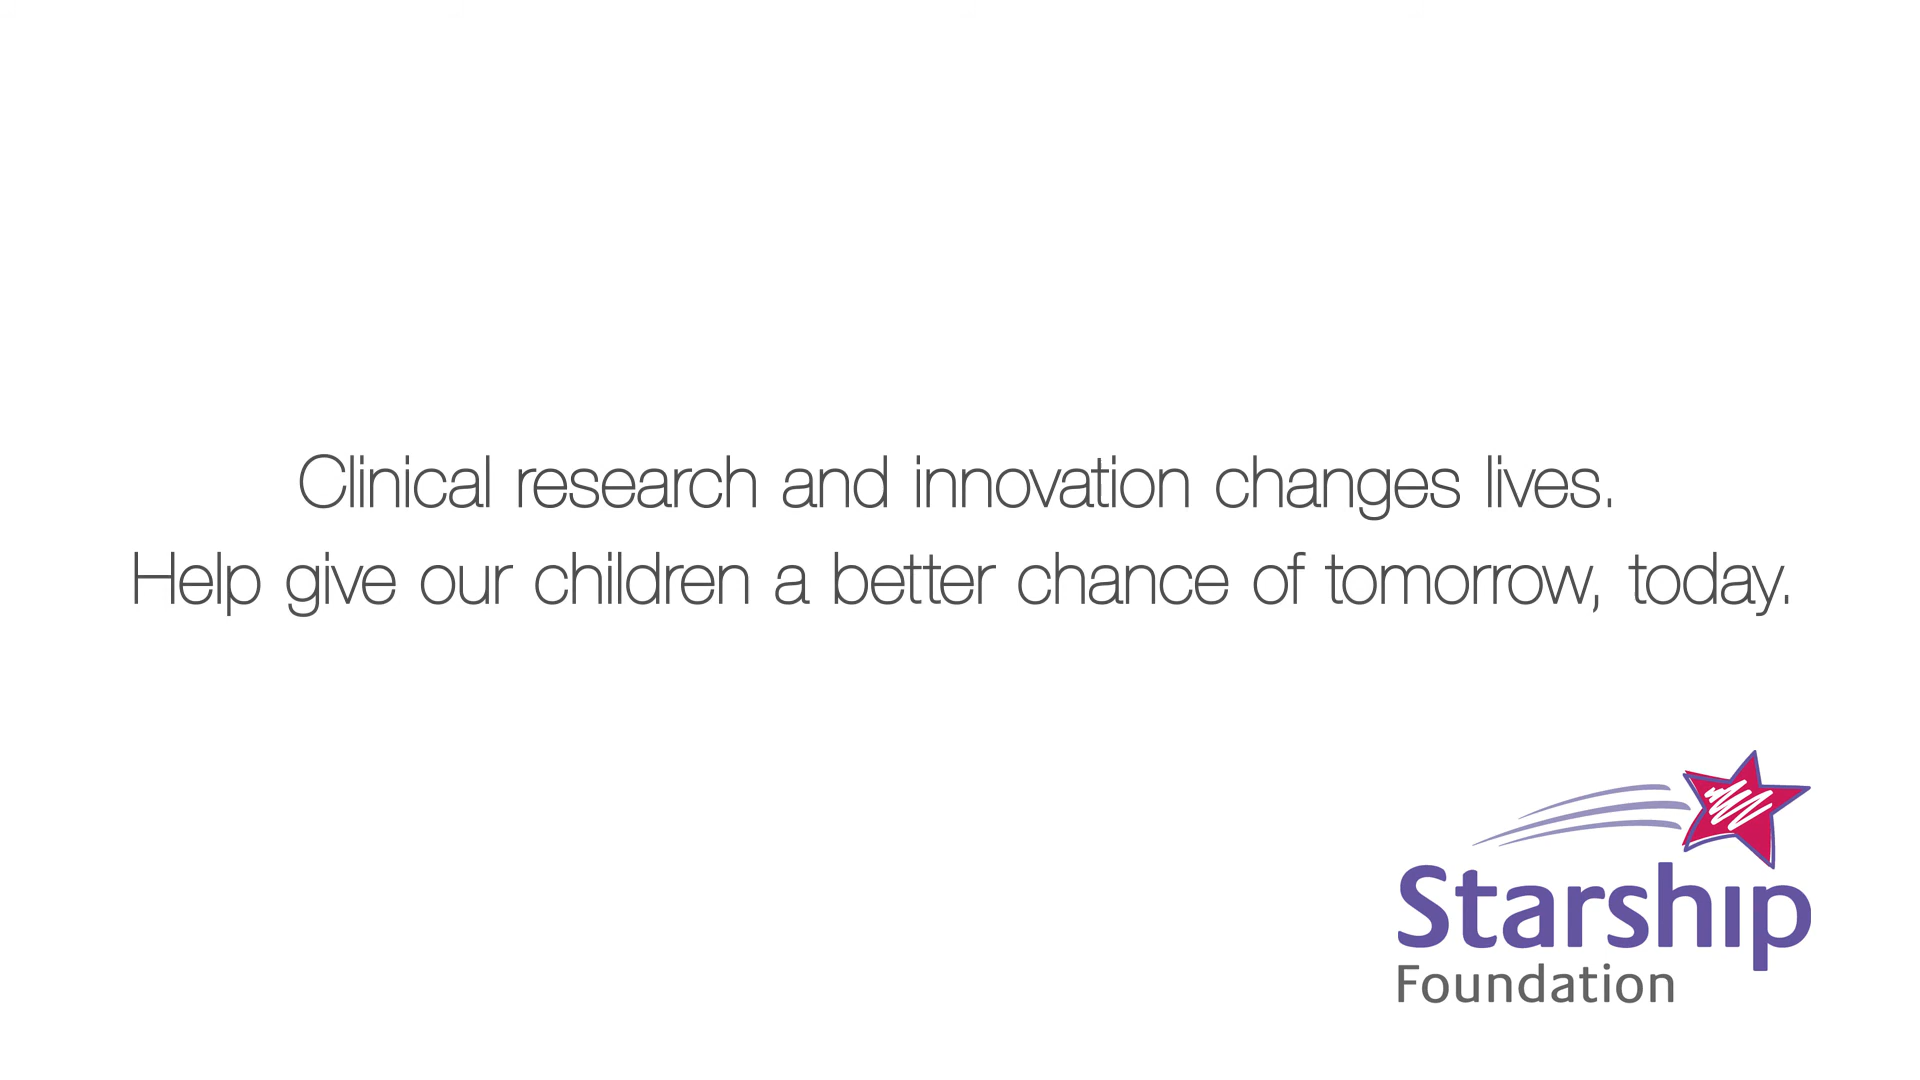 Clinical research and innovation changes lives.
Help give our children a better chance of tomorrow, today.
Starship
Foundation